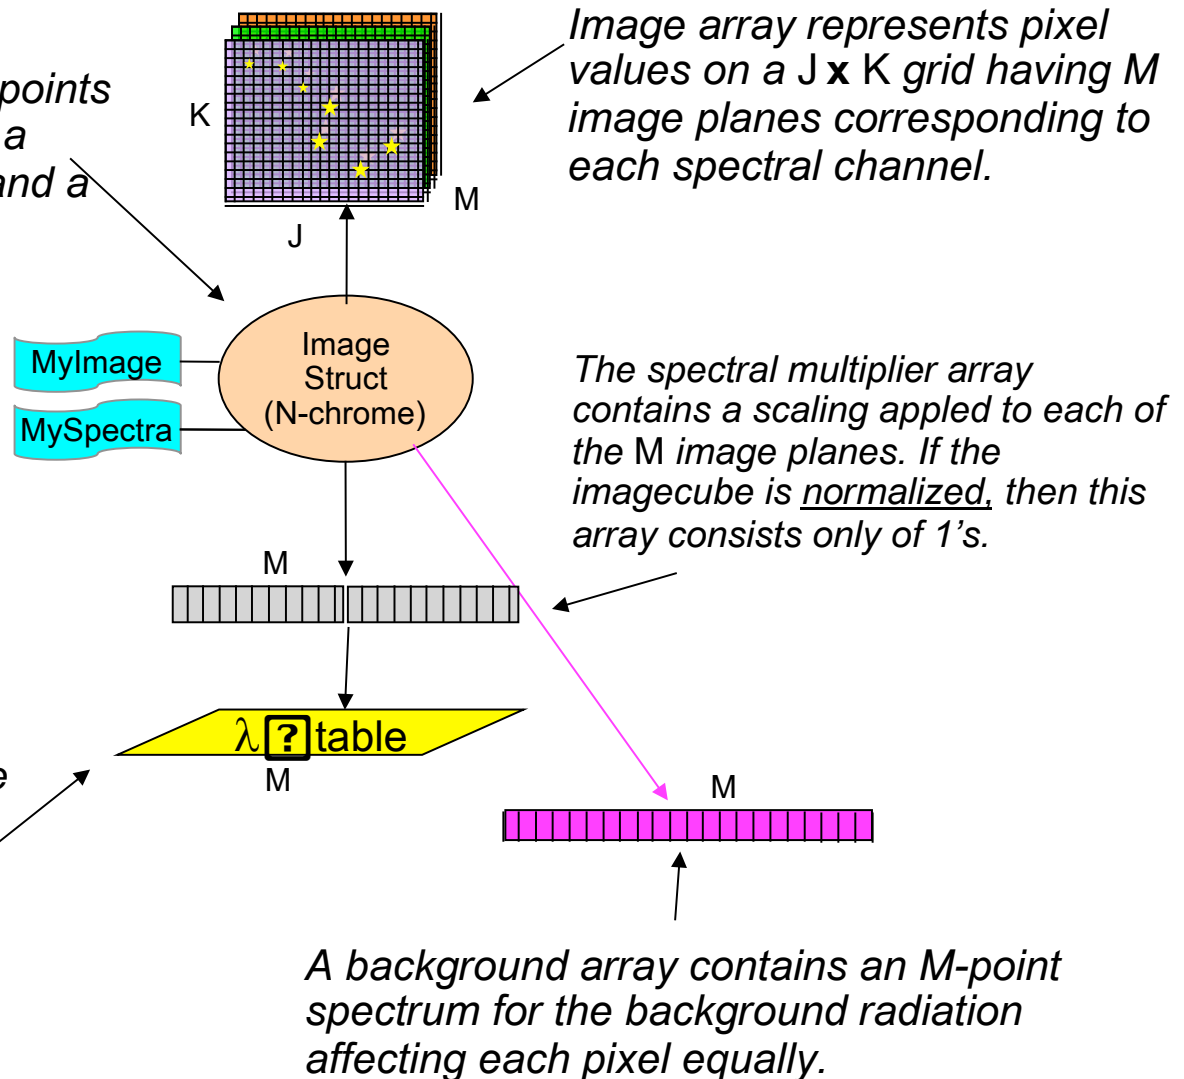 Image array represents pixel
values on a J x K grid having M
image planes corresponding to
each spectral channel.
points
a
and a
K
M
J
MyImage
MySpectra
Image
Struct
(N-chrome)
The spectral multiplier array
contains a scaling appled to each of
the M image planes. If the
imagecube is normalized, then this
array consists only of 1's.
M
λ ? table
M
e
M
A background array contains an M-point
spectrum for the background radiation
affecting each pixel equally.